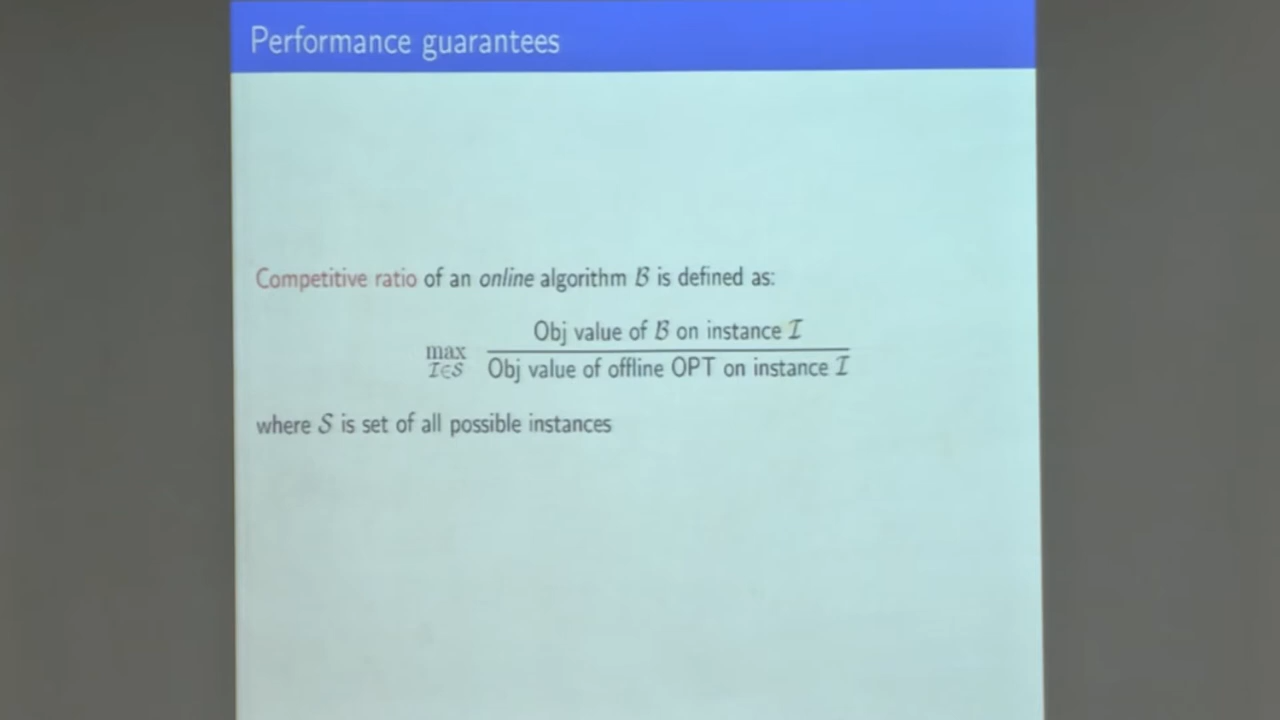 Performance guarantees
Competitive ratio of an online algorithm ℬ is defined as:
max
ℐ∈𝒮
Obj value of ℬ on instance ℐ
Obj value of offline OPT on instance ℐ
where 𝒮 is set of all possible instances